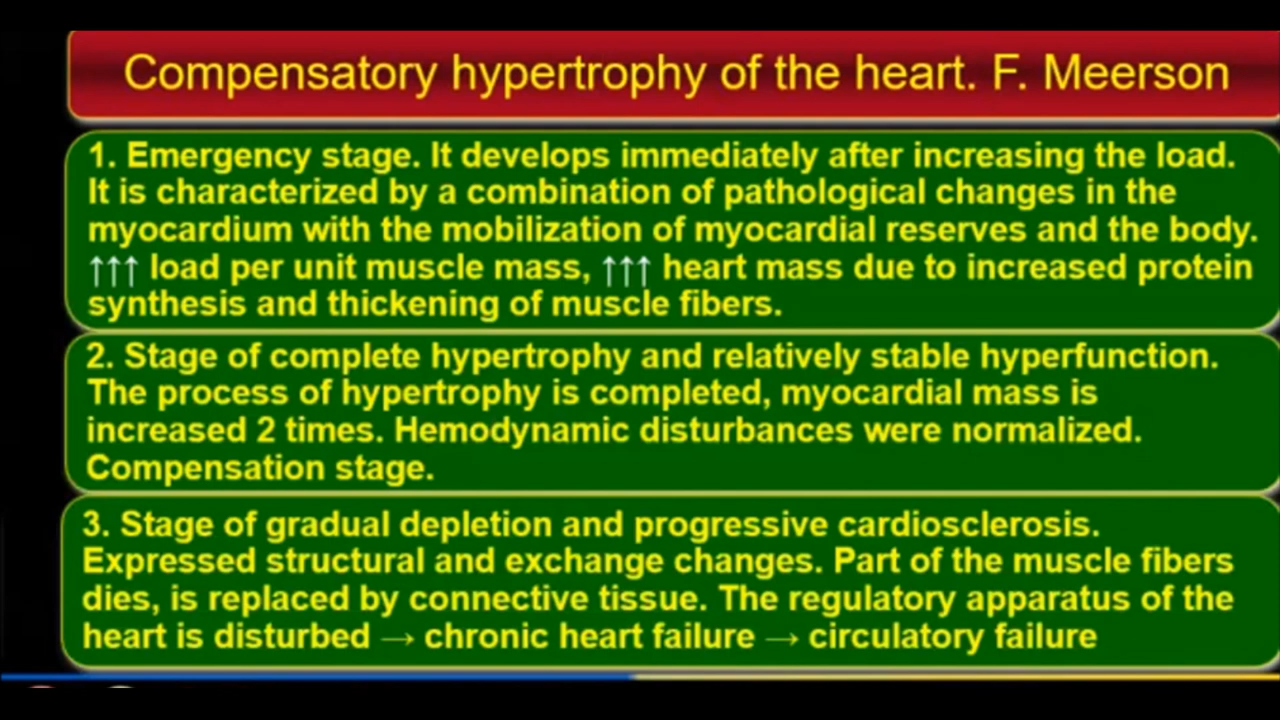 Compensatory hypertrophy of the heart. F. Meerson
1. Emergency stage. It develops immediately after increasing the load.
It is characterized by a combination of pathological changes in the
myocardium with the mobilization of myocardial reserves and the body.
↑↑↑ load per unit muscle mass, ↑↑↑ heart mass due to increased protein
synthesis and thickening of muscle fibers.
2. Stage of complete hypertrophy and relatively stable hyperfunction.
The process of hypertrophy is completed, myocardial mass is
increased 2 times. Hemodynamic disturbances were normalized.
Compensation stage.
3. Stage of gradual depletion and progressive cardiosclerosis.
Expressed structural and exchange changes. Part of the muscle fibers
dies, is replaced by connective tissue. The regulatory apparatus of the
heart is disturbed → chronic heart failure → circulatory failure